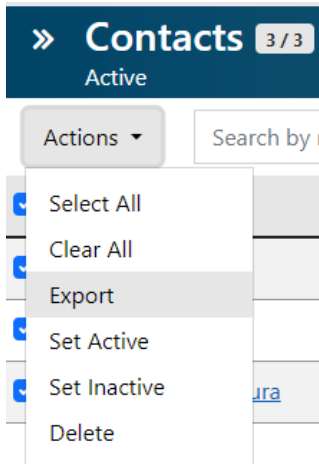 » Contacts 3/3
Active
Actions
Search by
Select All
Clear All
Export
Set Active
Set Inactive
ura
Delete